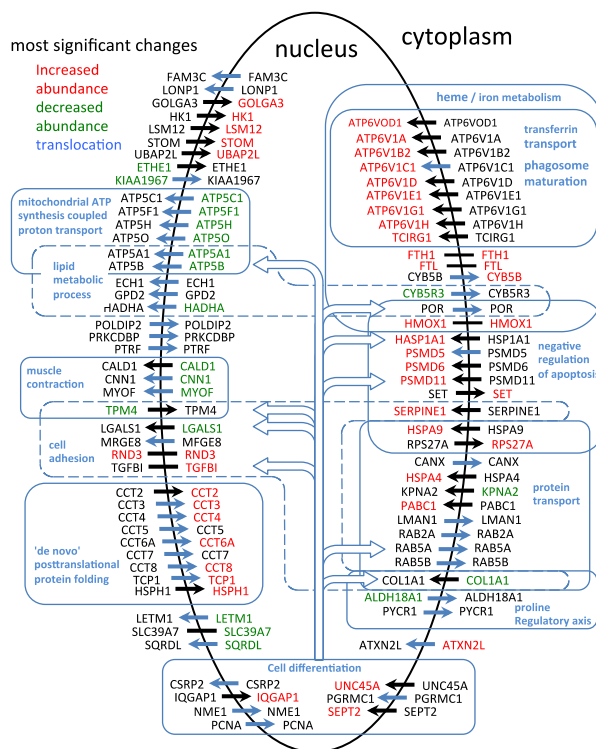 most significant changes
nucleus
cytoplasm
Increased
abundance
decreased
abundance
translocation
FAM3C FAM3C
LONP1 LONP1
GOLGA3 GOLGA3
HK1 HK1
LSM12 LSM12
STOM STOM
UBAP2L UBAP2L
ETHE1 ETHE1
KIAA1967 KIAA1967
mitochondrial ATP
synthesis coupled
proton transport
ATP5C1 ATP5C1
ATP5F1 ATP5F1
ATP5H ATP5H
ATP5O ATP5O
ATP5A1 ATP5A1
ATP5B ATP5B
lipid
metabolic
process
ECH1 ECH1
GPD2 GPD2
HADHA HADHA
POLDIP2 POLDIP2
PRKCDBP PRKCDBP
PTRF PTRF
muscle
contraction
CALD1 CALD1
CNN1 CNN1
MYOF MYOF
TPM4 TPM4
cell
adhesion
LGALS1 LGALS1
MRGE8 MFGE8
RND3 RND3
TGFBI TGFBI
'de novo'
posttranslational
protein folding
CCT2 CCT2
CCT3 CCT3
CCT4 CCT4
CCT5 CCT5
CCT6A CCT6A
CCT7 CCT7
CCT8 CCT8
TCP1 TCP1
HSPH1 HSPH1
LETM1 LETM1
SLC39A7 SLC39A7
SQRDL SQRDL
Cell differentiation
CSRP2 CSRP2
IQGAP1 IQGAP1
NME1 NME1
PCNA PCNA
UNC45A UNC45A
PGRMC1 PGRMC1
SEPT2 SEPT2
heme / iron metabolism
transferrin
transport
phagosome
maturation
ATP6VOD1 ATP6VOD1
ATP6V1A ATP6V1A
ATP6V1B2 ATP6V1B2
ATP6V1C1 ATP6V1C1
ATP6V1D ATP6V1D
ATP6V1E1 ATP6V1E1
ATP6V1G1 ATP6V1G1
ATP6V1H ATP6V1H
TCIRG1 TCIRG1
FTH1 FTH1
FTL FTL
CYB5B CYB5B
CYB5R3 CYB5R3
POR POR
HMOX1 HMOX1
negative
regulation
of apoptosis
HASP1A1 HSP1A1
PSMD5 PSMD5
PSMD6 PSMD6
PSMD11 PSMD11
SET SET
SERPINE1 SERPINE1
HSPA9 HSPA9
RPS27A RPS27A
protein
transport
CANX CANX
HSPA4 HSPA4
KPNA2 KPNA2
PABC1 PABC1
LMAN1 LMAN1
RAB2A RAB2A
RAB5A RAB5A
RAB5B RAB5B
COL1A1 COL1A1
ALDH18A1 ALDH18A1
PYCR1 PYCR1
proline
Regulatory axis
ATXN2L ATXN2L